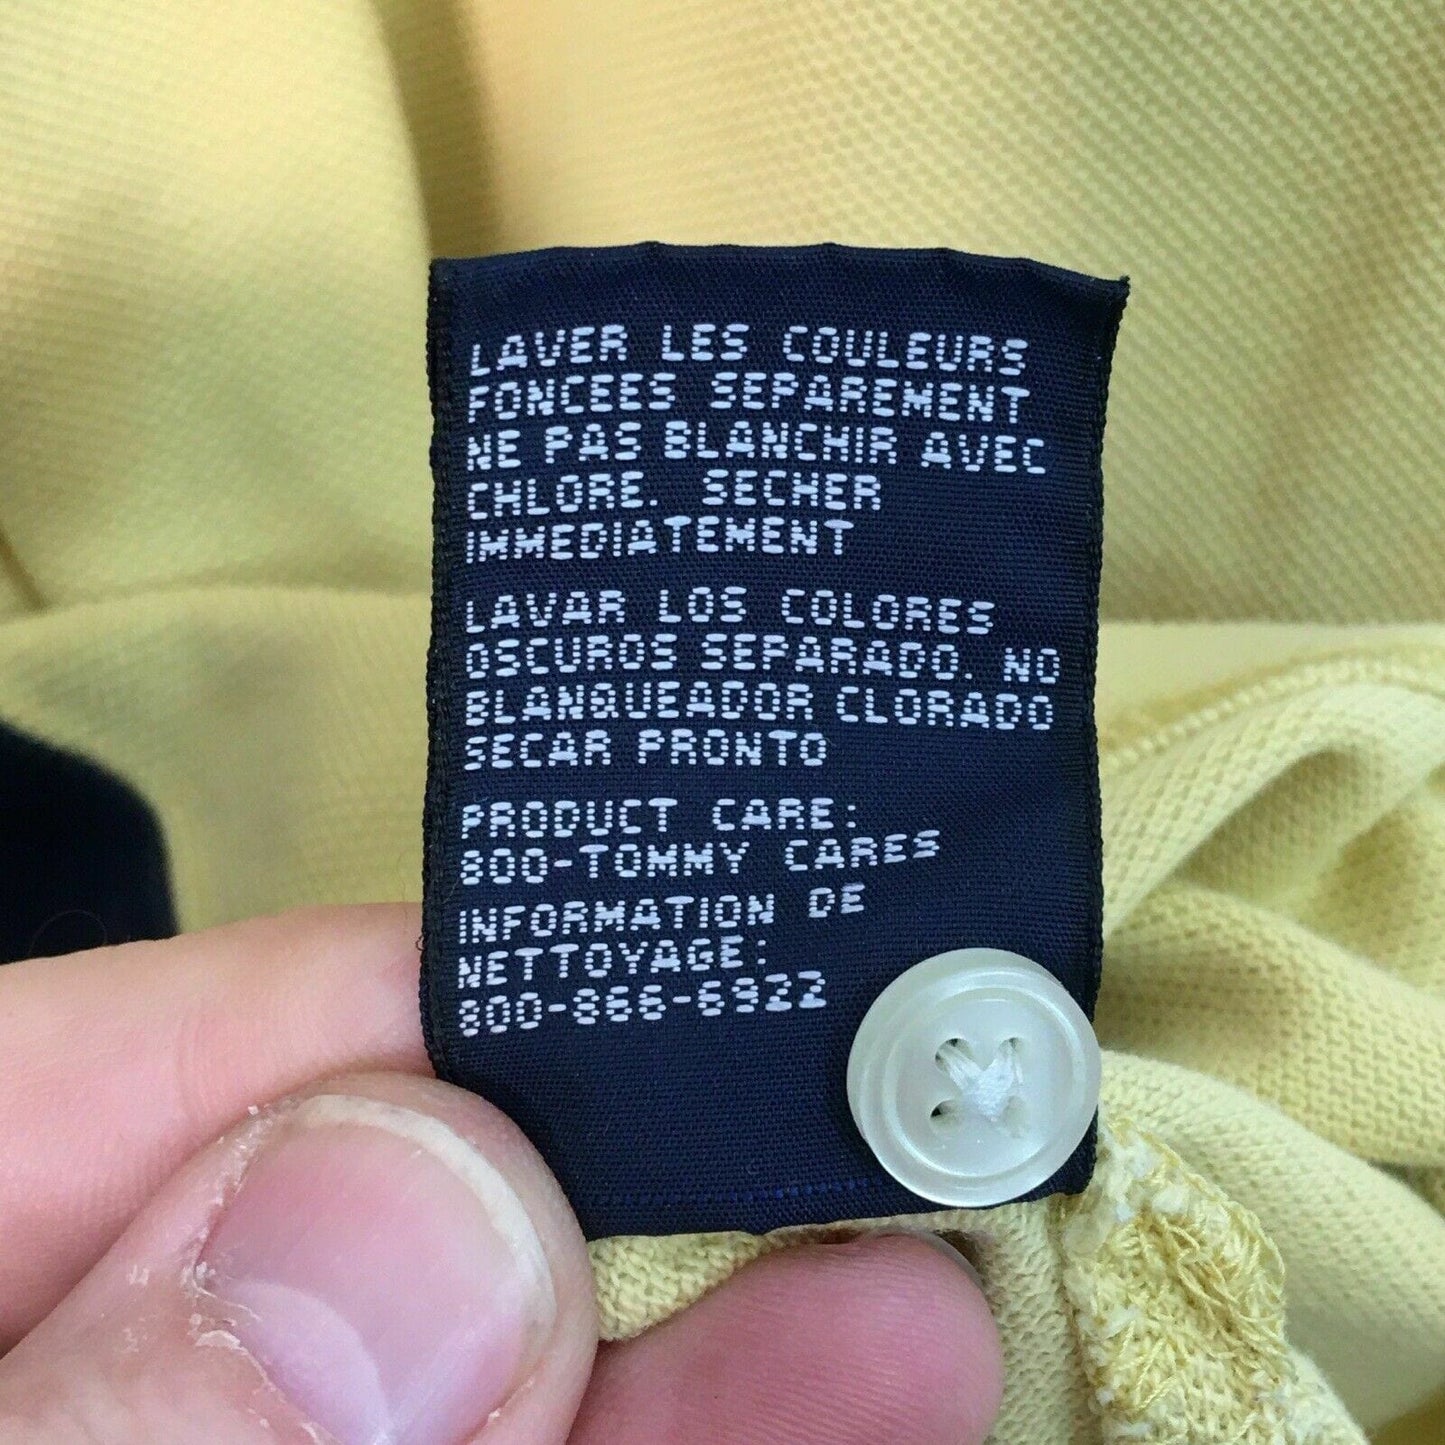 LAVER LES COULEURS
FONCEES SEPAREMENT
NE PAS BLANCHIR AVEC
CHLORE. SECHER
IMMEDIATEMENT
LAVAR LOS COLORES
OSCUROS SEPARADO. NO
BLANQUEADOR CLORADO
SECAR PRONTO
PRODUCT CARE:
800-TOMMY CARES
INFORMATION DE
NETTOYAGE:
800-866-6922